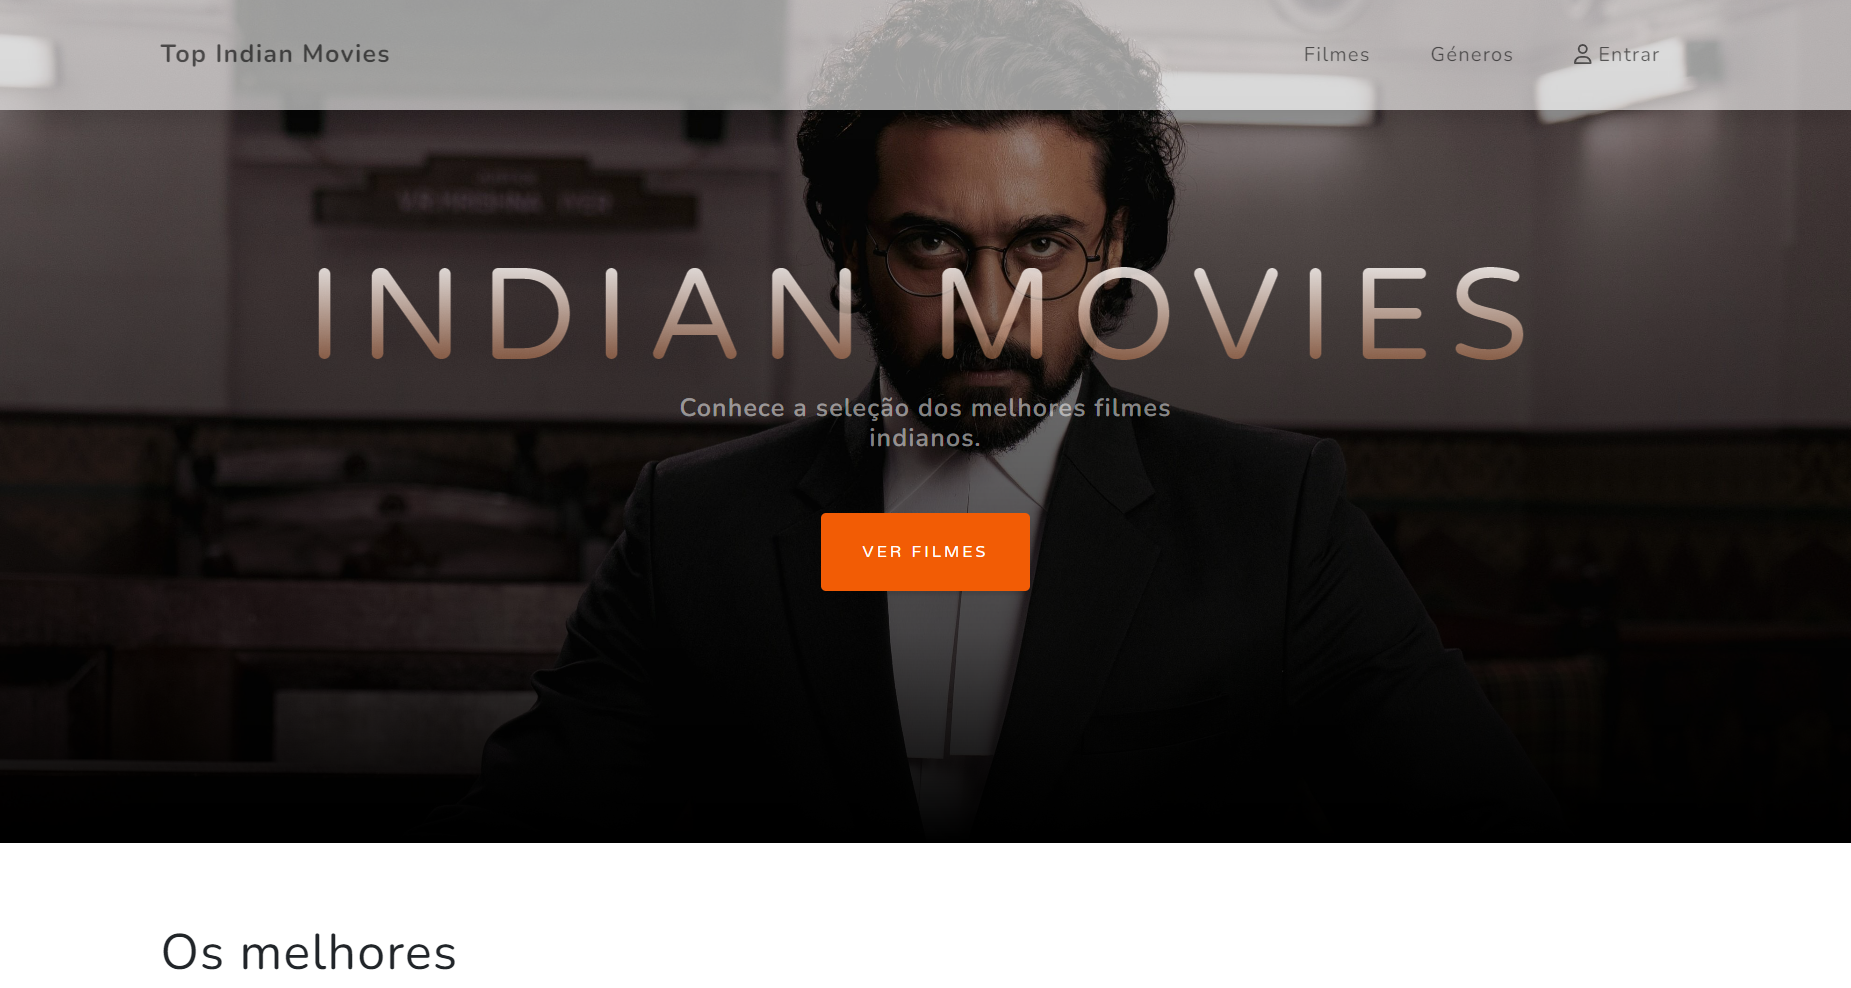 Top Indian Movies
Filmes
Géneros
Entrar
INDIAN MOVIES
Conhece a seleção dos melhores filmes
indianos.
VER FILMES
Os melhores